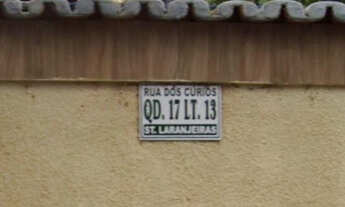 RUA DOS CURIÓS
QD. 17 LT. 13
ST. LARANJEIRAS